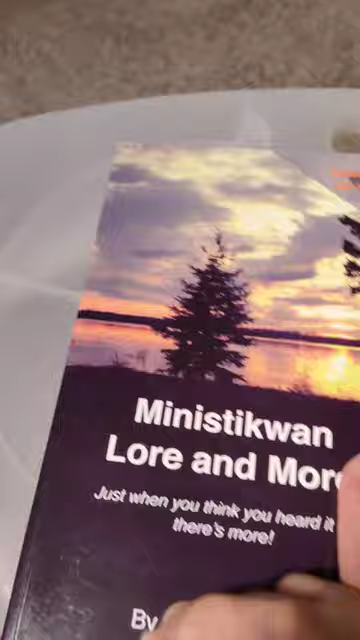 Ministikwan
Lore and More
Just when you think you heard it
there's more!
By